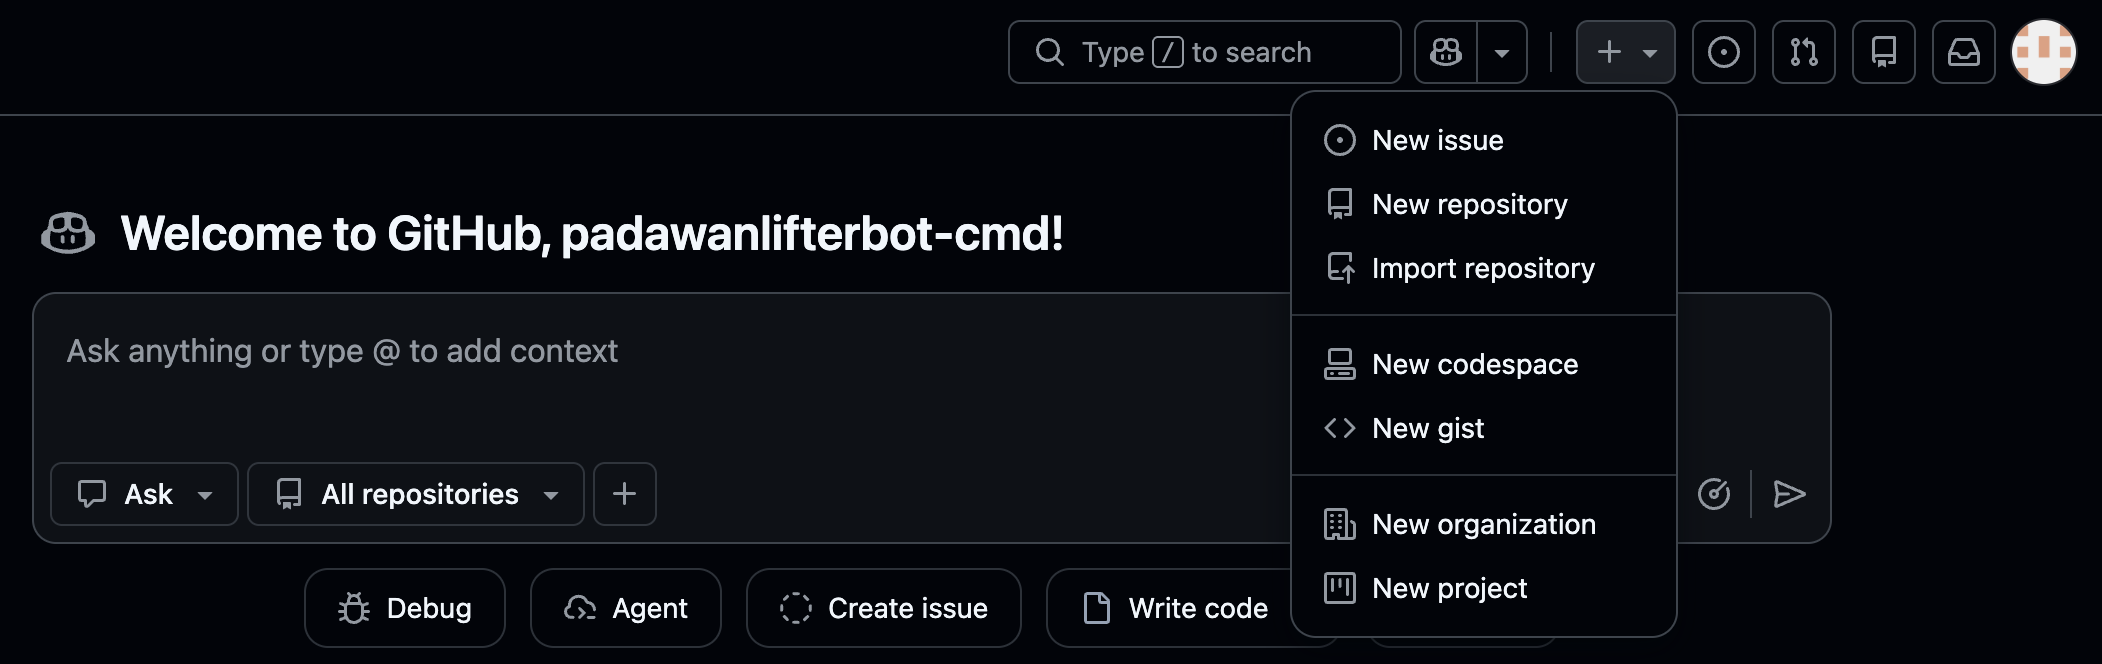 Type / to search
New issue
New repository
Import repository
New codespace
New gist
New organization
New project
Welcome to GitHub, padawanlifterbot-cmd!
Ask anything or type @ to add context
Ask
All repositories
Debug
Agent
Create issue
Write code